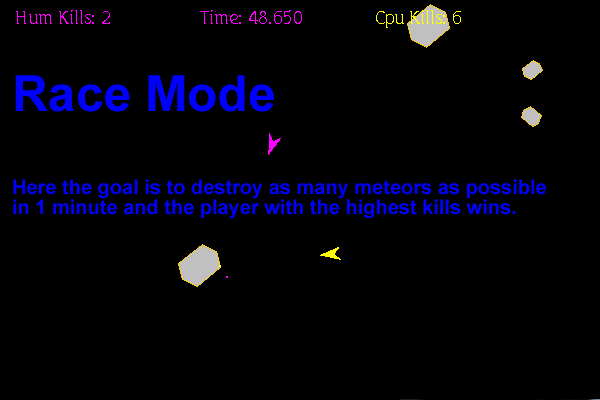 Hum Kills: 2 Time: 48.650 Cpu Kills: 6
Race Mode
Here the goal is to destroy as many meteors as possible
in 1 minute and the player with the highest kills wins.